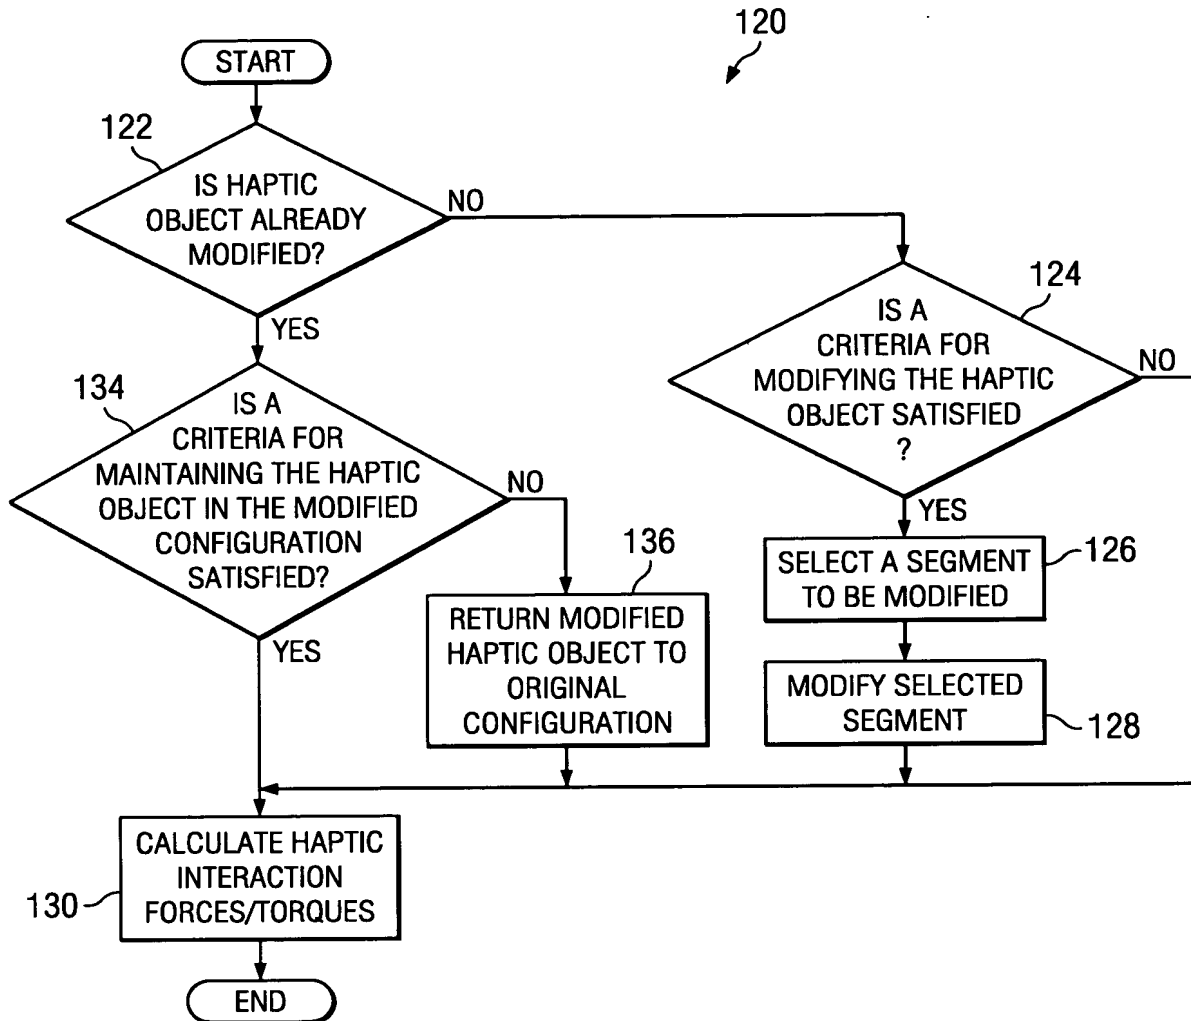 120
START
122
IS HAPTIC
OBJECT ALREADY
MODIFIED?
NO
YES
124
IS A
CRITERIA FOR
MODIFYING THE HAPTIC
OBJECT SATISFIED
?
NO
YES
134
IS A
CRITERIA FOR
MAINTAINING THE HAPTIC
OBJECT IN THE MODIFIED
CONFIGURATION
SATISFIED?
NO
YES
136
RETURN MODIFIED
HAPTIC OBJECT TO
ORIGINAL
CONFIGURATION
SELECT A SEGMENT
TO BE MODIFIED
126
MODIFY SELECTED
SEGMENT
128
CALCULATE HAPTIC
INTERACTION
FORCES/TORQUES
130
END